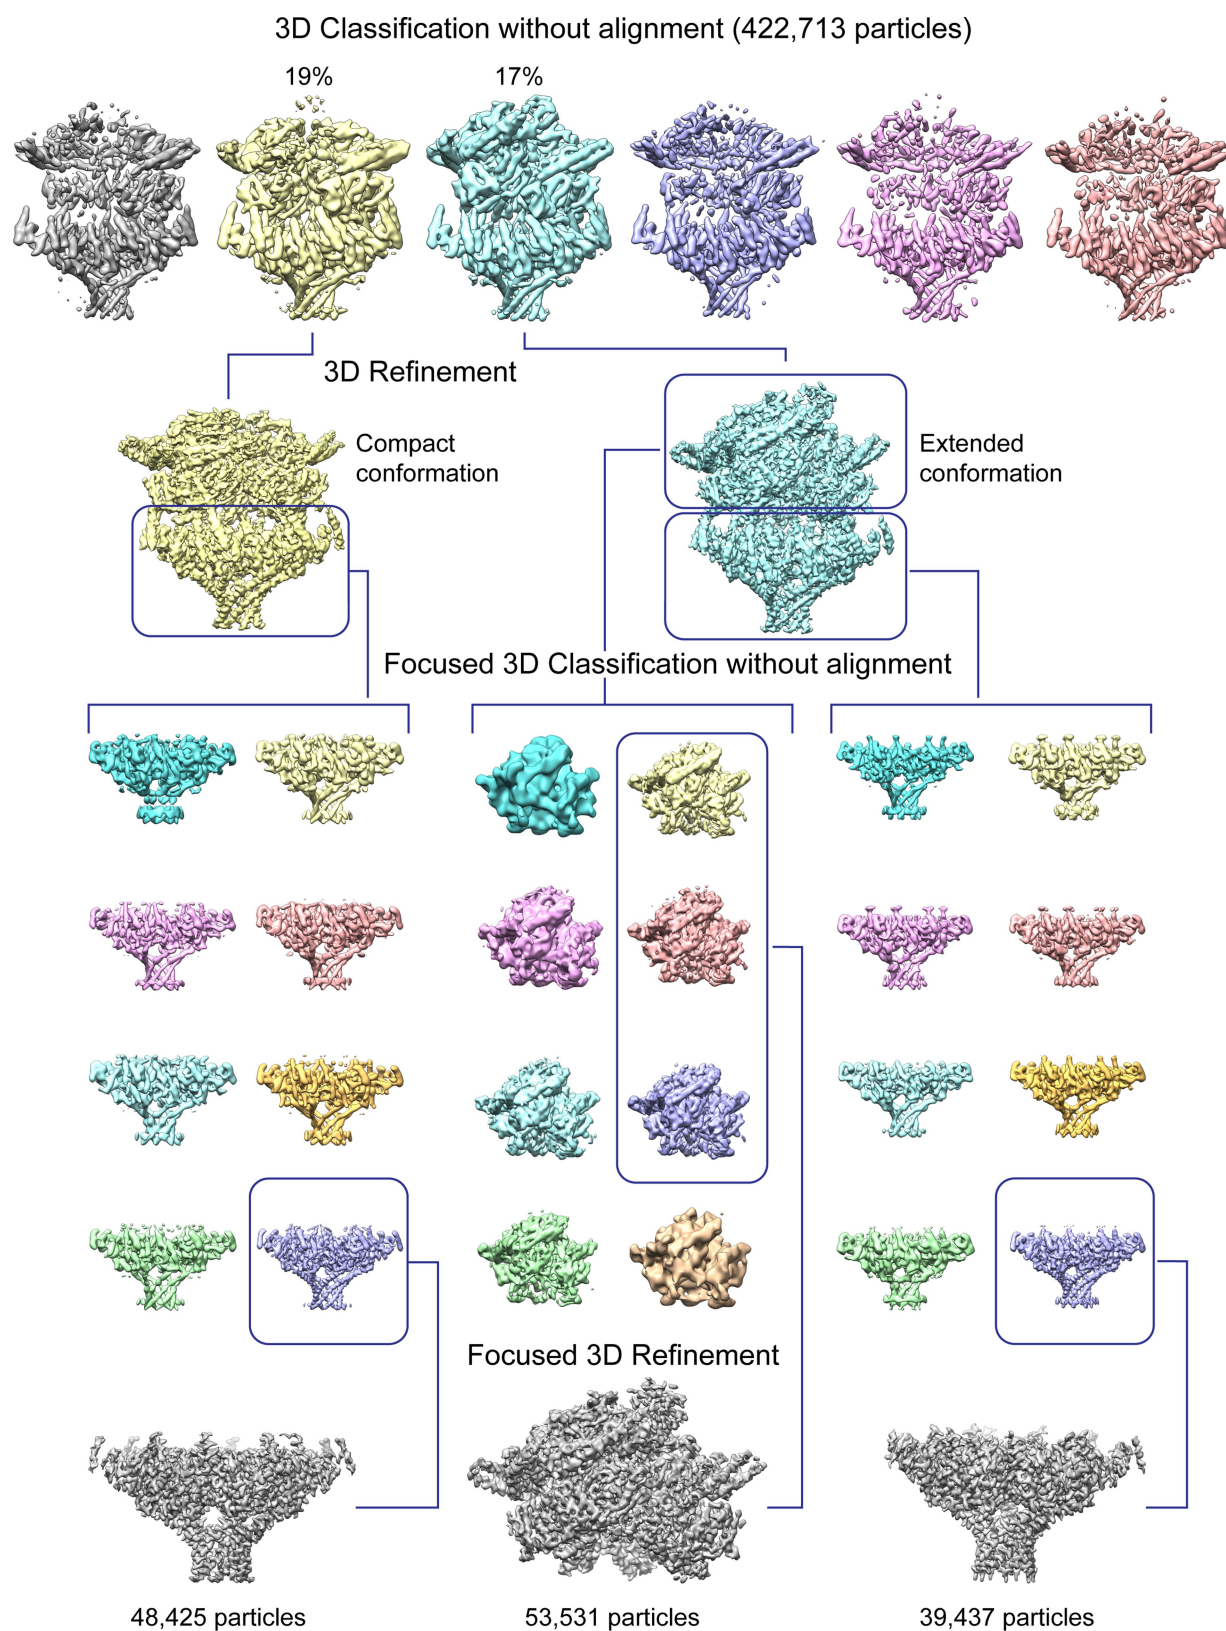 3D Classification without alignment (422,713 particles)
19%
17%
3D Refinement
Compact
conformation
Extended
conformation
Focused 3D Classification without alignment
Focused 3D Refinement
48,425 particles
53,531 particles
39,437 particles